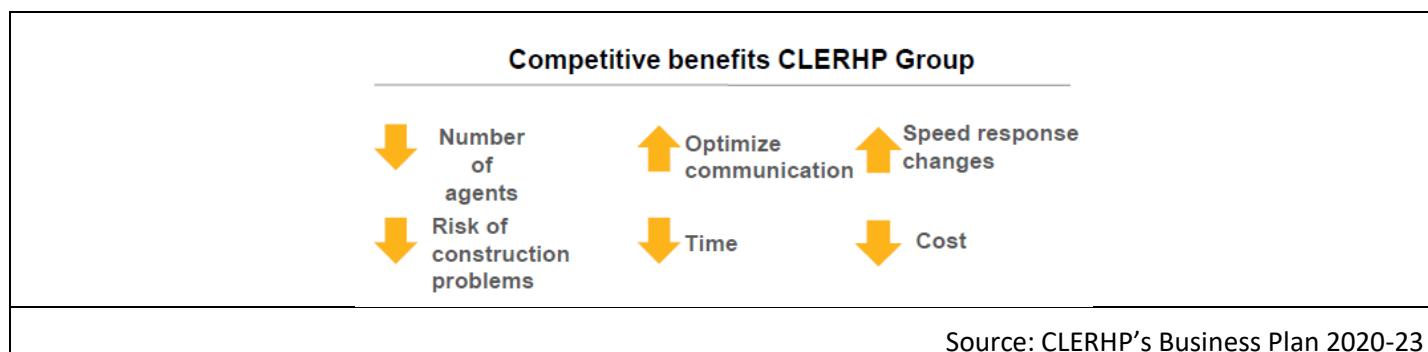 Competitive benefits CLERHP Group
Number
of
agents
Optimize
communication
Speed response
changes
Risk of
construction
problems
Time
Cost
Source: CLERHP’s Business Plan 2020-23